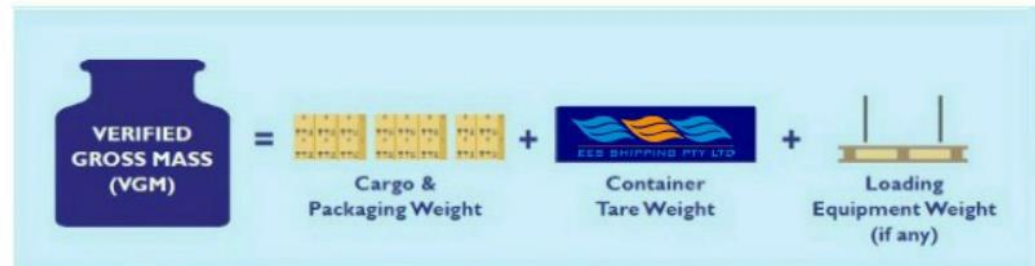 VERIFIED
GROSS MASS
(VGM)
=
+
EES SHIPPING PTY LTD
+
Cargo &
Packaging Weight
Container
Tare Weight
Loading
Equipment Weight
(if any)